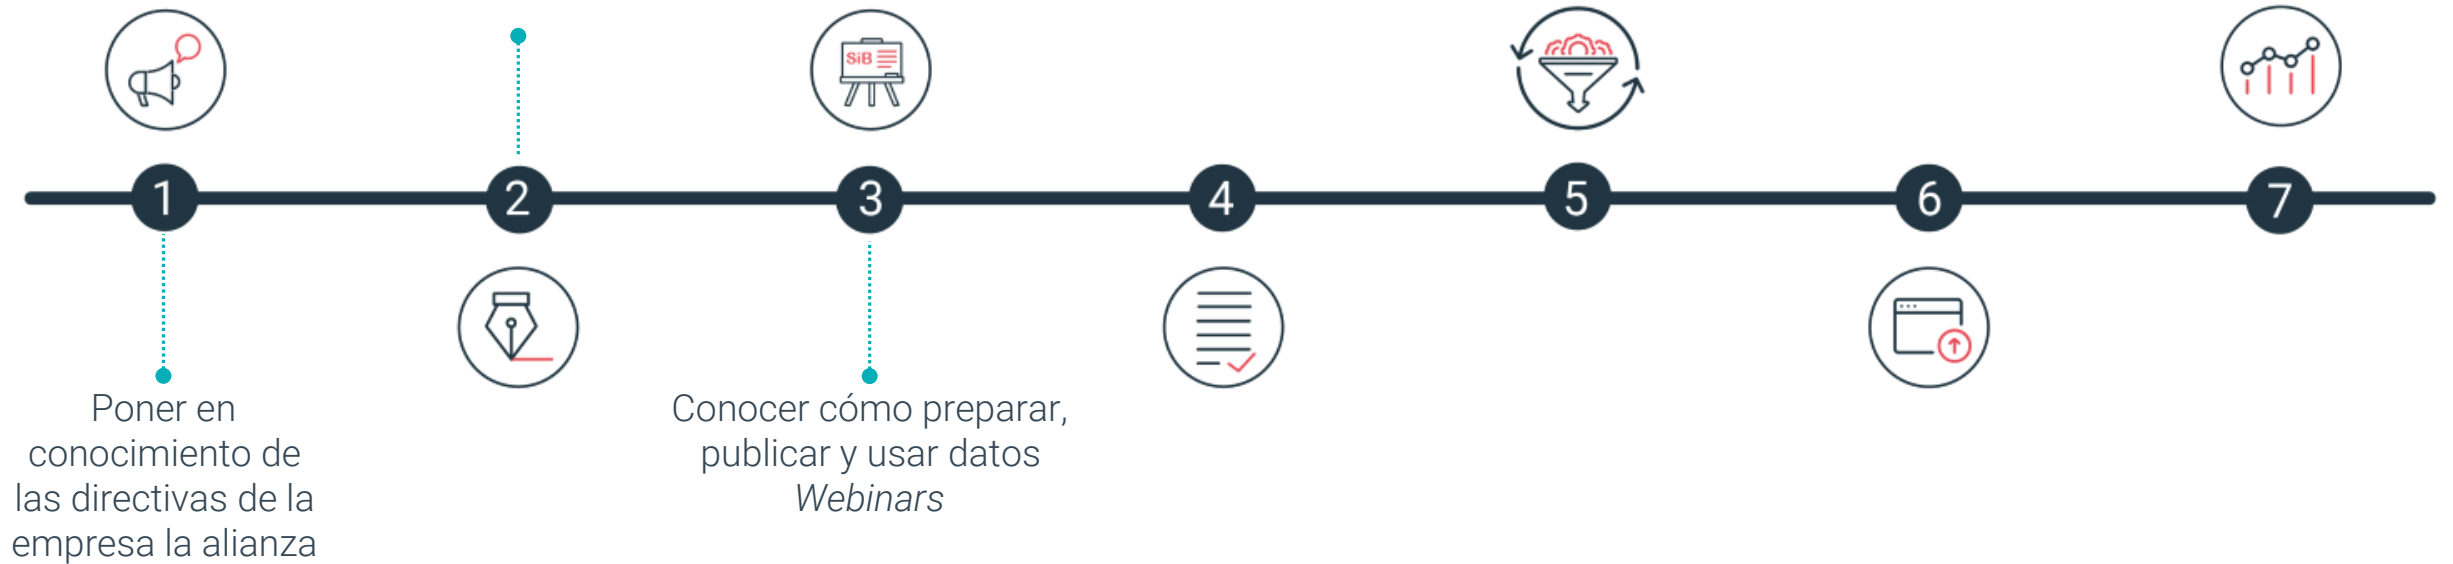 SiB
1
2
3
4
5
6
7
Poner en
conocimiento de
las directivas de la
empresa la alianza
Conocer cómo preparar,
publicar y usar datos
Webinars